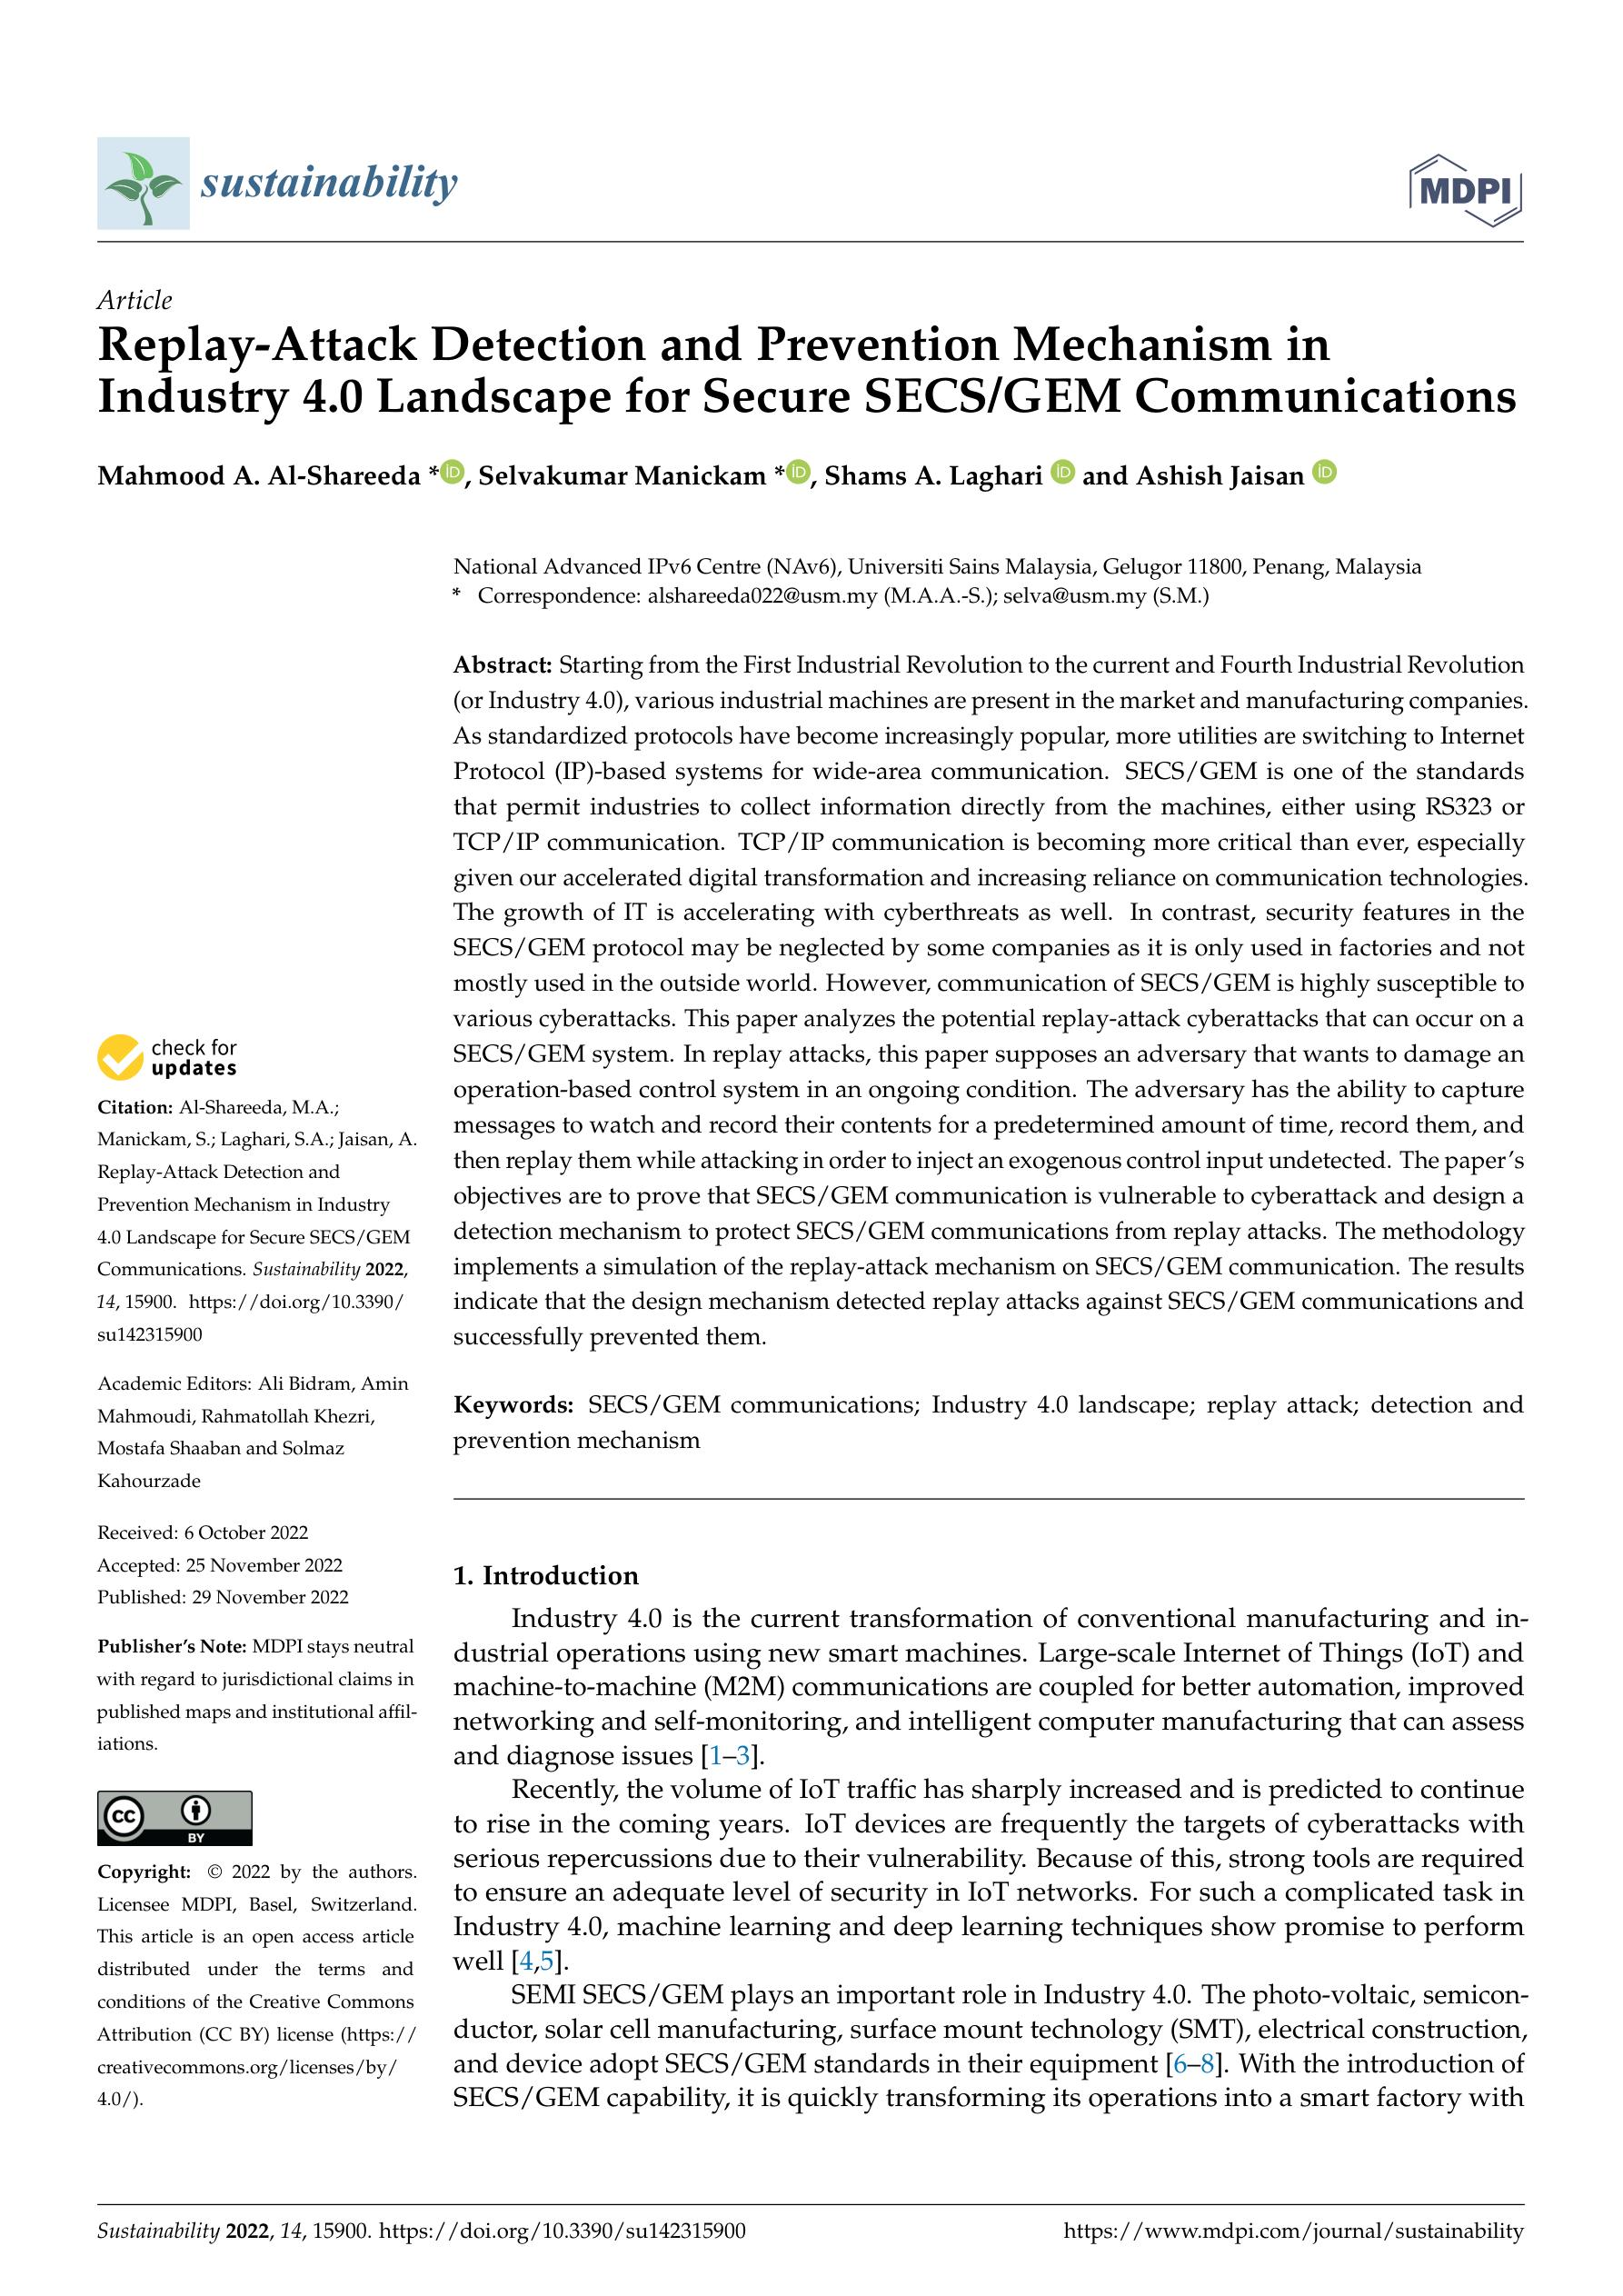 sustainability
MDPI
Article
Replay-Attack Detection and Prevention Mechanism in
Industry 4.0 Landscape for Secure SECS/GEM Communications
Mahmood A. Al-Shareeda * iD, Selvakumar Manickam * iD, Shams A. Laghari iD and Ashish Jaisan iD
National Advanced IPv6 Centre (NAv6), Universiti Sains Malaysia, Gelugor 11800, Penang, Malaysia
* Correspondence: alshareeda022@usm.my (M.A.A.-S.); selva@usm.my (S.M.)
Abstract: Starting from the First Industrial Revolution to the current and Fourth Industrial Revolution
(or Industry 4.0), various industrial machines are present in the market and manufacturing companies.
As standardized protocols have become increasingly popular, more utilities are switching to Internet
Protocol (IP)-based systems for wide-area communication. SECS/GEM is one of the standards
that permit industries to collect information directly from the machines, either using RS323 or
TCP/IP communication. TCP/IP communication is becoming more critical than ever, especially
given our accelerated digital transformation and increasing reliance on communication technologies.
The growth of IT is accelerating with cyberthreats as well. In contrast, security features in the
SECS/GEM protocol may be neglected by some companies as it is only used in factories and not
mostly used in the outside world. However, communication of SECS/GEM is highly susceptible to
various cyberattacks. This paper analyzes the potential replay-attack cyberattacks that can occur on a
SECS/GEM system. In replay attacks, this paper supposes an adversary that wants to damage an
operation-based control system in an ongoing condition. The adversary has the ability to capture
messages to watch and record their contents for a predetermined amount of time, record them, and
then replay them while attacking in order to inject an exogenous control input undetected. The paper's
objectives are to prove that SECS/GEM communication is vulnerable to cyberattack and design a
detection mechanism to protect SECS/GEM communications from replay attacks. The methodology
implements a simulation of the replay-attack mechanism on SECS/GEM communication. The results
indicate that the design mechanism detected replay attacks against SECS/GEM communications and
successfully prevented them.
Keywords: SECS/GEM communications; Industry 4.0 landscape; replay attack; detection and
prevention mechanism
check for
updates
Citation: Al-Shareeda, M.A.;
Manickam, S.; Laghari, S.A.; Jaisan, A.
Replay-Attack Detection and
Prevention Mechanism in Industry
4.0 Landscape for Secure SECS/GEM
Communications. Sustainability 2022,
14, 15900. https://doi.org/10.3390/
su142315900
Academic Editors: Ali Bidram, Amin
Mahmoudi, Rahmatollah Khezri,
Mostafa Shaaban and Solmaz
Kahourzade
Received: 6 October 2022
Accepted: 25 November 2022
Published: 29 November 2022
Publisher's Note: MDPI stays neutral
with regard to jurisdictional claims in
published maps and institutional affil-
iations.
cc
BY
Copyright: © 2022 by the authors.
Licensee MDPI, Basel, Switzerland.
This article is an open access article
distributed under the terms and
conditions of the Creative Commons
Attribution (CC BY) license (https://
creativecommons.org/licenses/by/
4.0/).
1. Introduction
Industry 4.0 is the current transformation of conventional manufacturing and in-
dustrial operations using new smart machines. Large-scale Internet of Things (IoT) and
machine-to-machine (M2M) communications are coupled for better automation, improved
networking and self-monitoring, and intelligent computer manufacturing that can assess
and diagnose issues [1–3].
Recently, the volume of IoT traffic has sharply increased and is predicted to continue
to rise in the coming years. IoT devices are frequently the targets of cyberattacks with
serious repercussions due to their vulnerability. Because of this, strong tools are required
to ensure an adequate level of security in IoT networks. For such a complicated task in
Industry 4.0, machine learning and deep learning techniques show promise to perform
well [4,5].
SEMI SECS/GEM plays an important role in Industry 4.0. The photo-voltaic, semicon-
ductor, solar cell manufacturing, surface mount technology (SMT), electrical construction,
and device adopt SECS/GEM standards in their equipment [6–8]. With the introduction of
SECS/GEM capability, it is quickly transforming its operations into a smart factory with
Sustainability 2022, 14, 15900. https://doi.org/10.3390/su142315900
https://www.mdpi.com/journal/sustainability